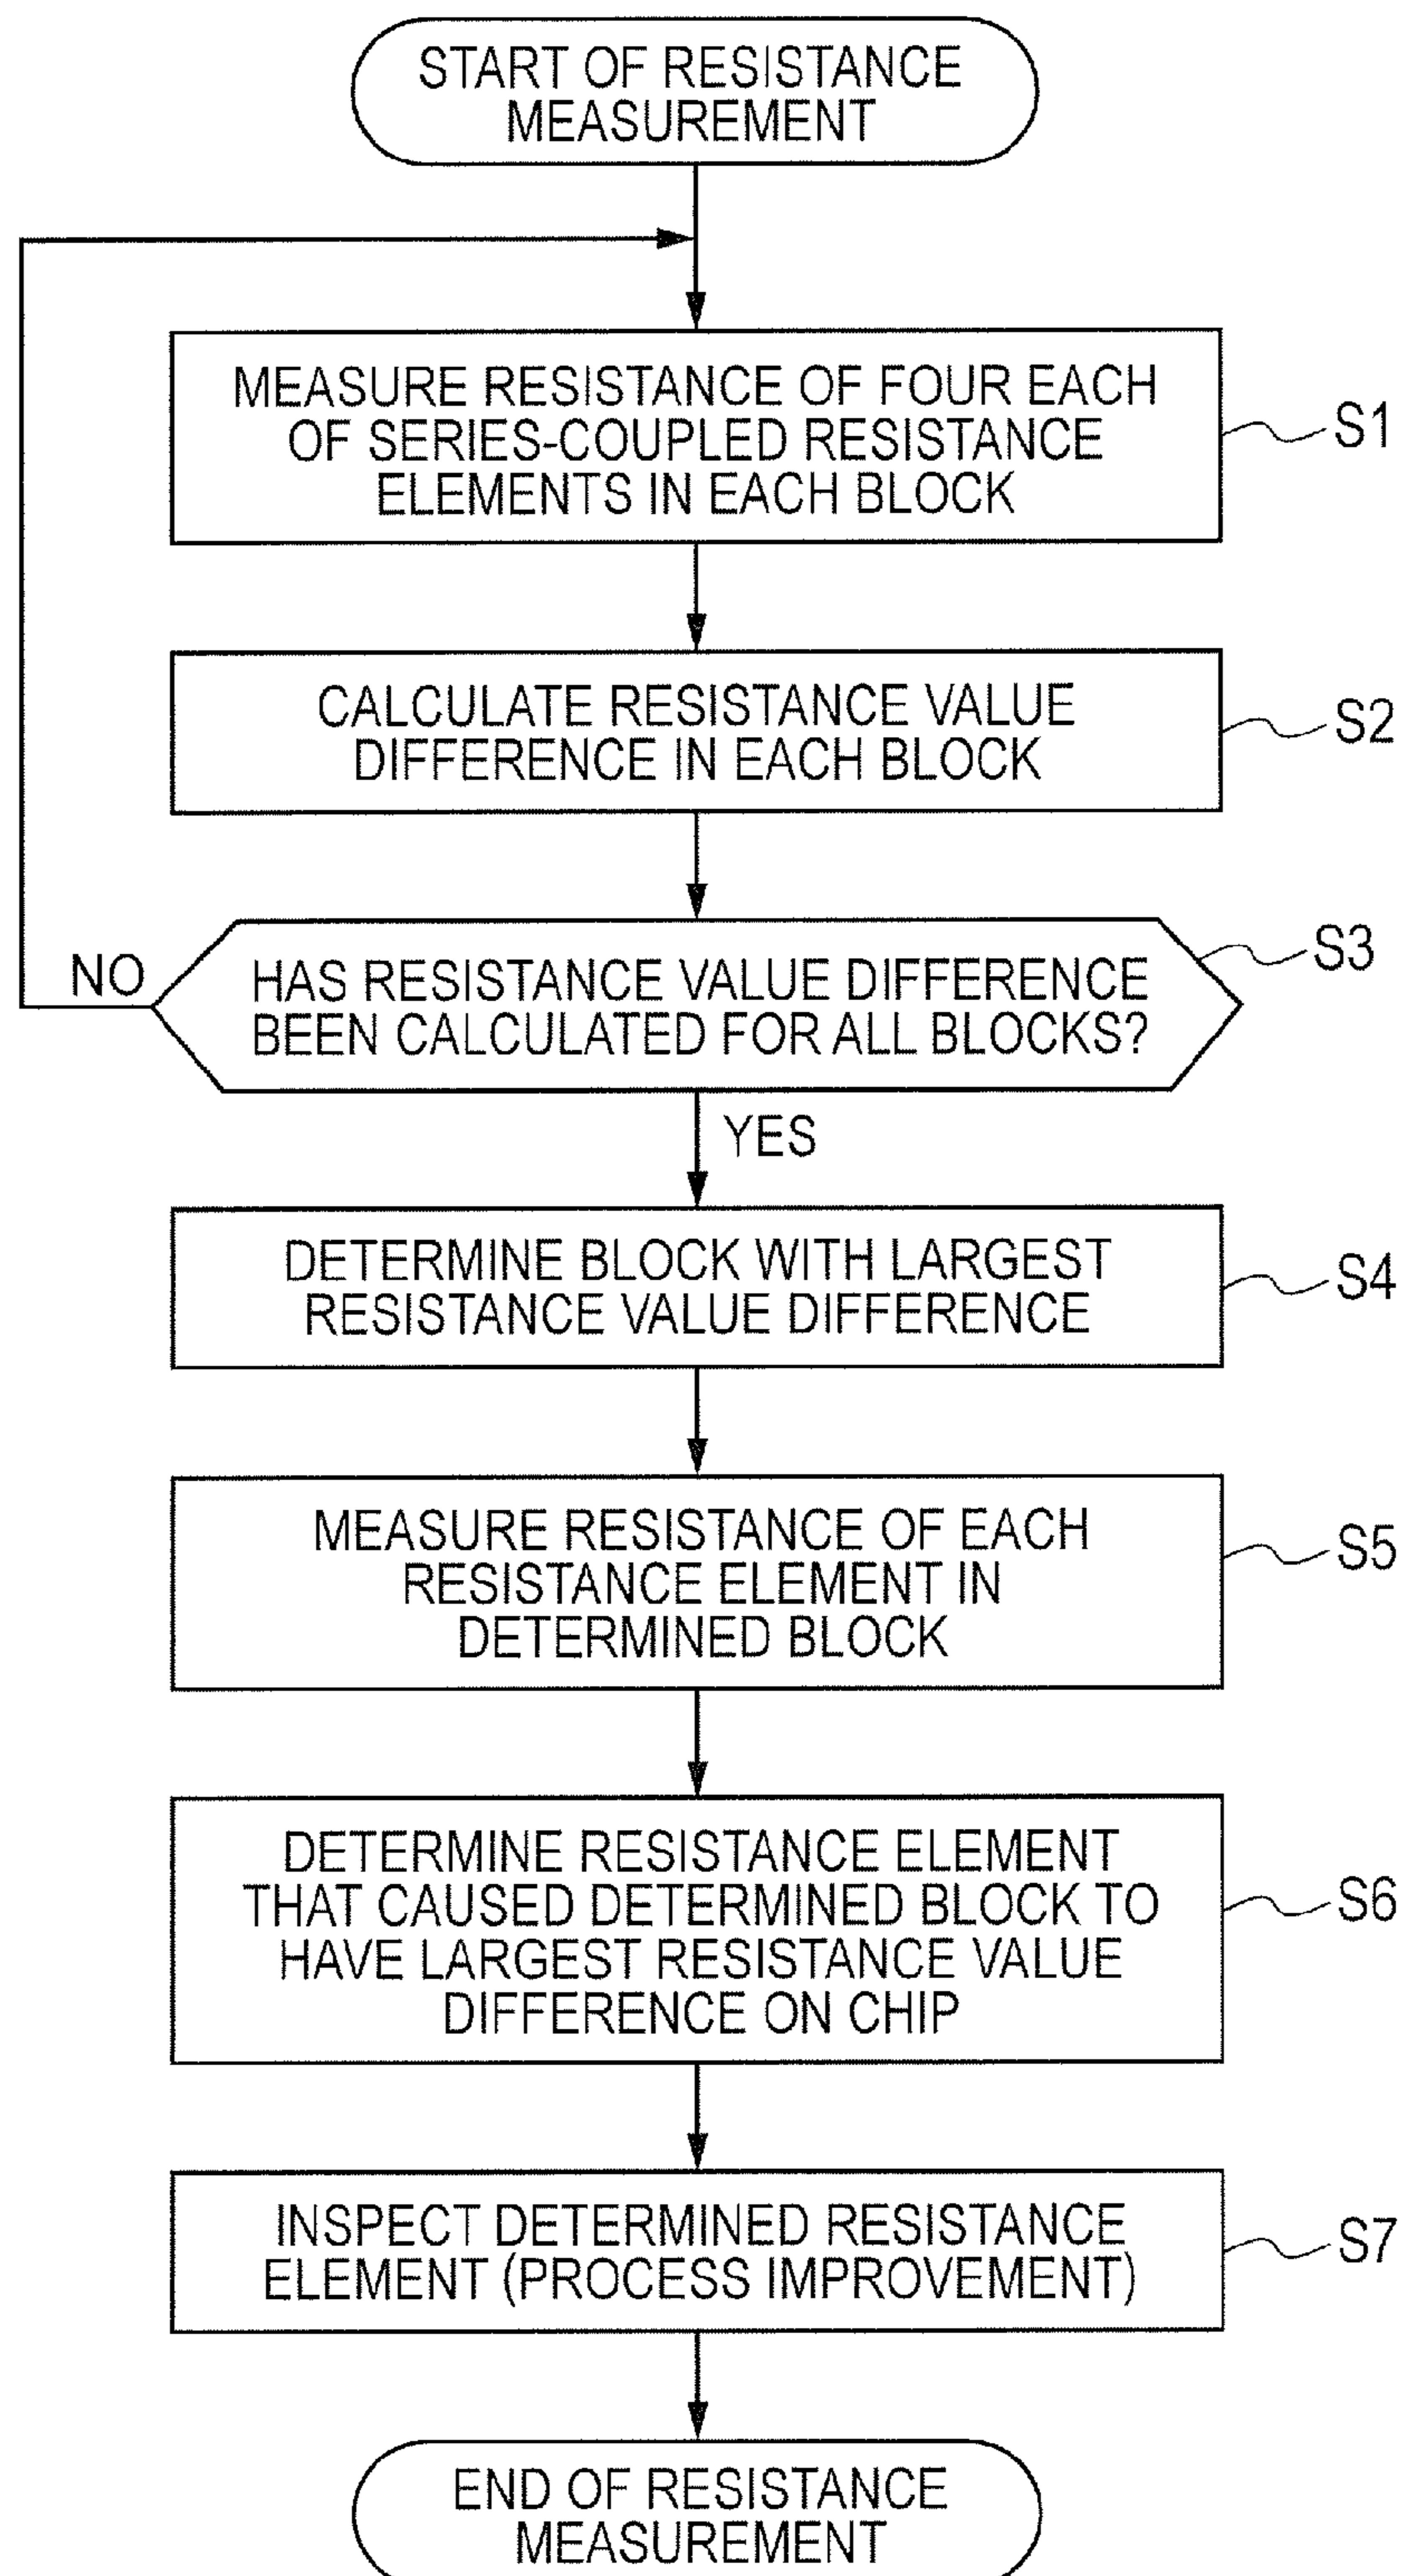 START OF RESISTANCE
MEASUREMENT
MEASURE RESISTANCE OF FOUR EACH
OF SERIES-COUPLED RESISTANCE
ELEMENTS IN EACH BLOCK
S1
CALCULATE RESISTANCE VALUE
DIFFERENCE IN EACH BLOCK
S2
HAS RESISTANCE VALUE DIFFERENCE
BEEN CALCULATED FOR ALL BLOCKS?
S3
NO
YES
DETERMINE BLOCK WITH LARGEST
RESISTANCE VALUE DIFFERENCE
S4
MEASURE RESISTANCE OF EACH
RESISTANCE ELEMENT IN
DETERMINED BLOCK
S5
DETERMINE RESISTANCE ELEMENT
THAT CAUSED DETERMINED BLOCK TO
HAVE LARGEST RESISTANCE VALUE
DIFFERENCE ON CHIP
S6
INSPECT DETERMINED RESISTANCE
ELEMENT (PROCESS IMPROVEMENT)
S7
END OF RESISTANCE
MEASUREMENT